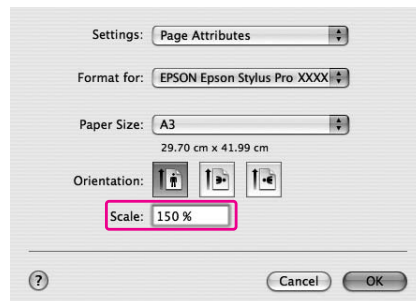 Settings: Page Attributes
Format for: EPSON Epson Stylus Pro XXXX
Paper Size: A3
29.70 cm x 41.99 cm
Orientation:
Scale: 150 %
? Cancel OK